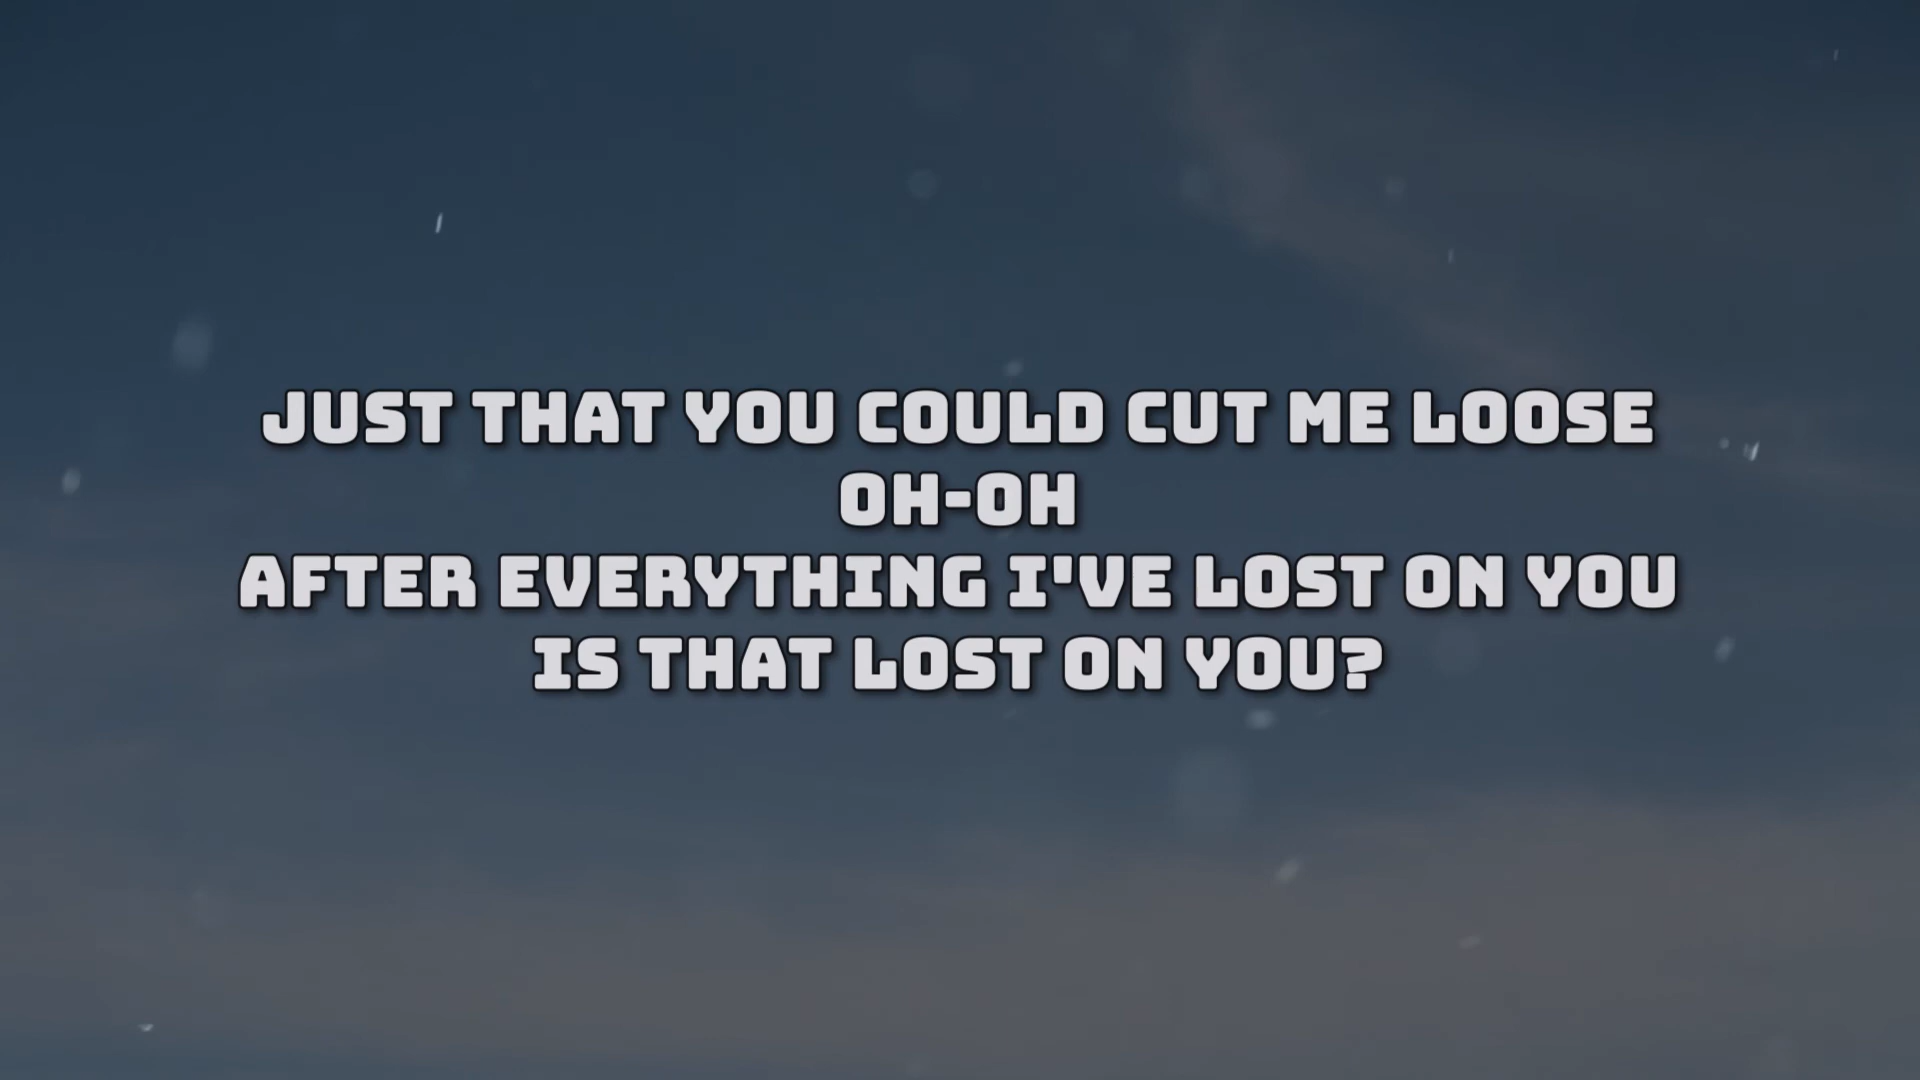 JUST THAT YOU COULD CUT ME LOOSE
OH-OH
AFTER EVERYTHING I'VE LOST ON YOU
IS THAT LOST ON YOU?